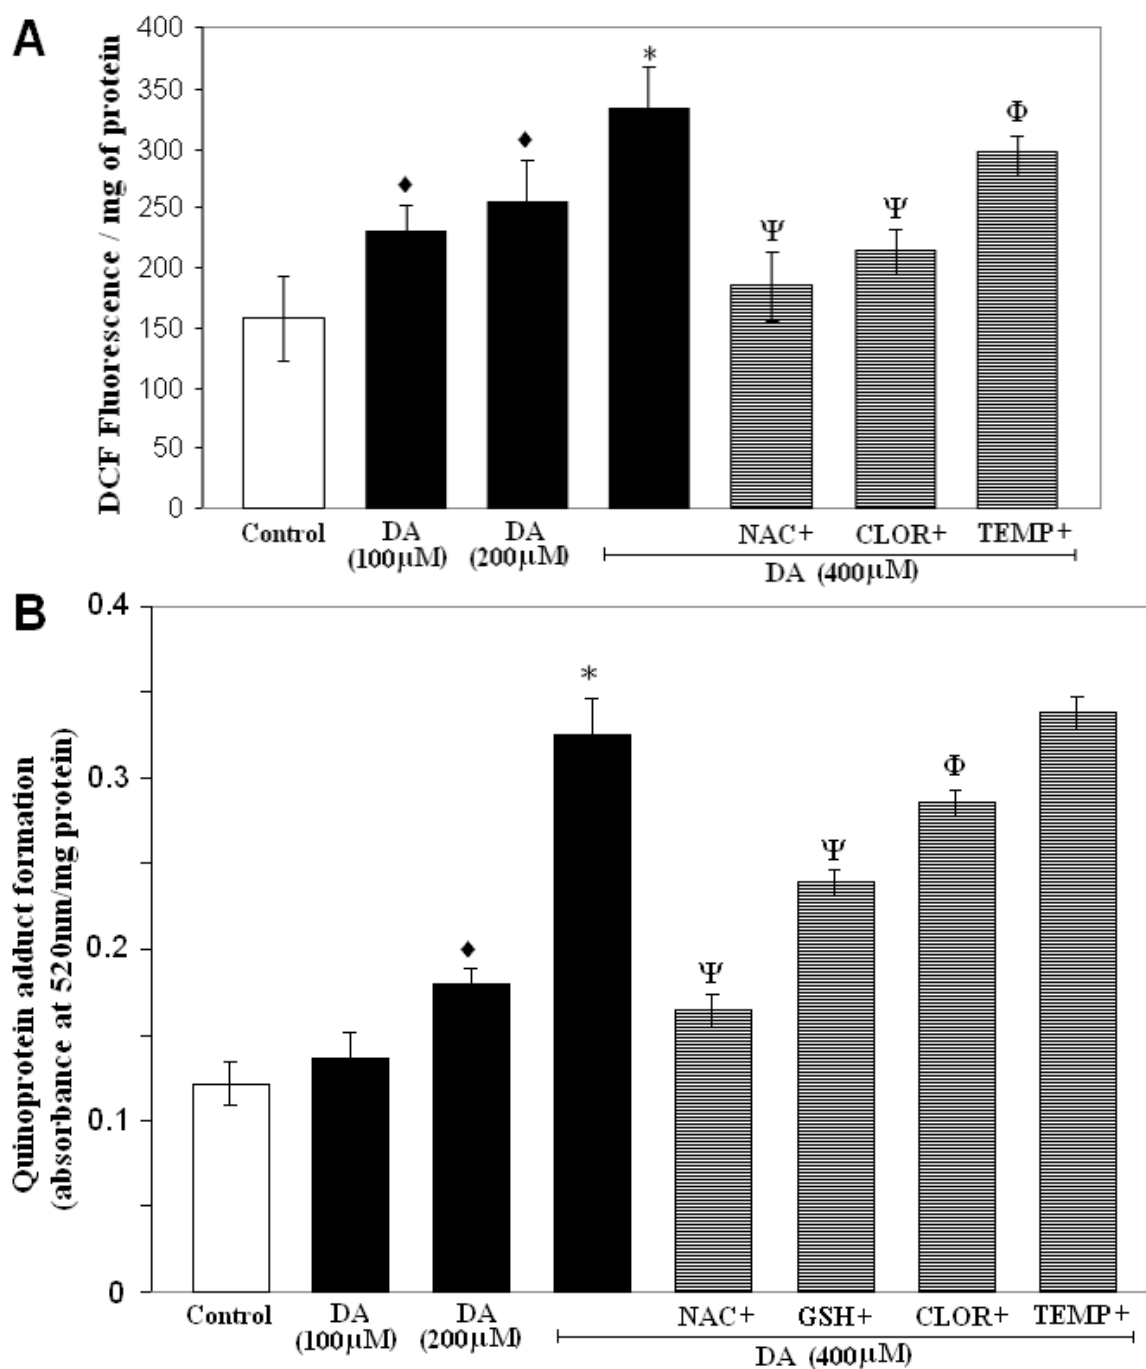 A
DCF Fluorescence / mg of protein
400
350
300
250
200
150
100
50
0
♦
♦
*
Ψ
Ψ
Φ
Control
DA
(100µM)
DA
(200µM)
NAC+
CLOR+
TEMP+
DA (400µM)
B
Quinoprotein adduct formation
(absorbance at 520nm/mg protein)
0.4
0.3
0.2
0.1
0
♦
*
Ψ
Ψ
Φ
Control
DA
(100µM)
DA
(200µM)
NAC+
GSH+
CLOR+
TEMP+
DA (400µM)